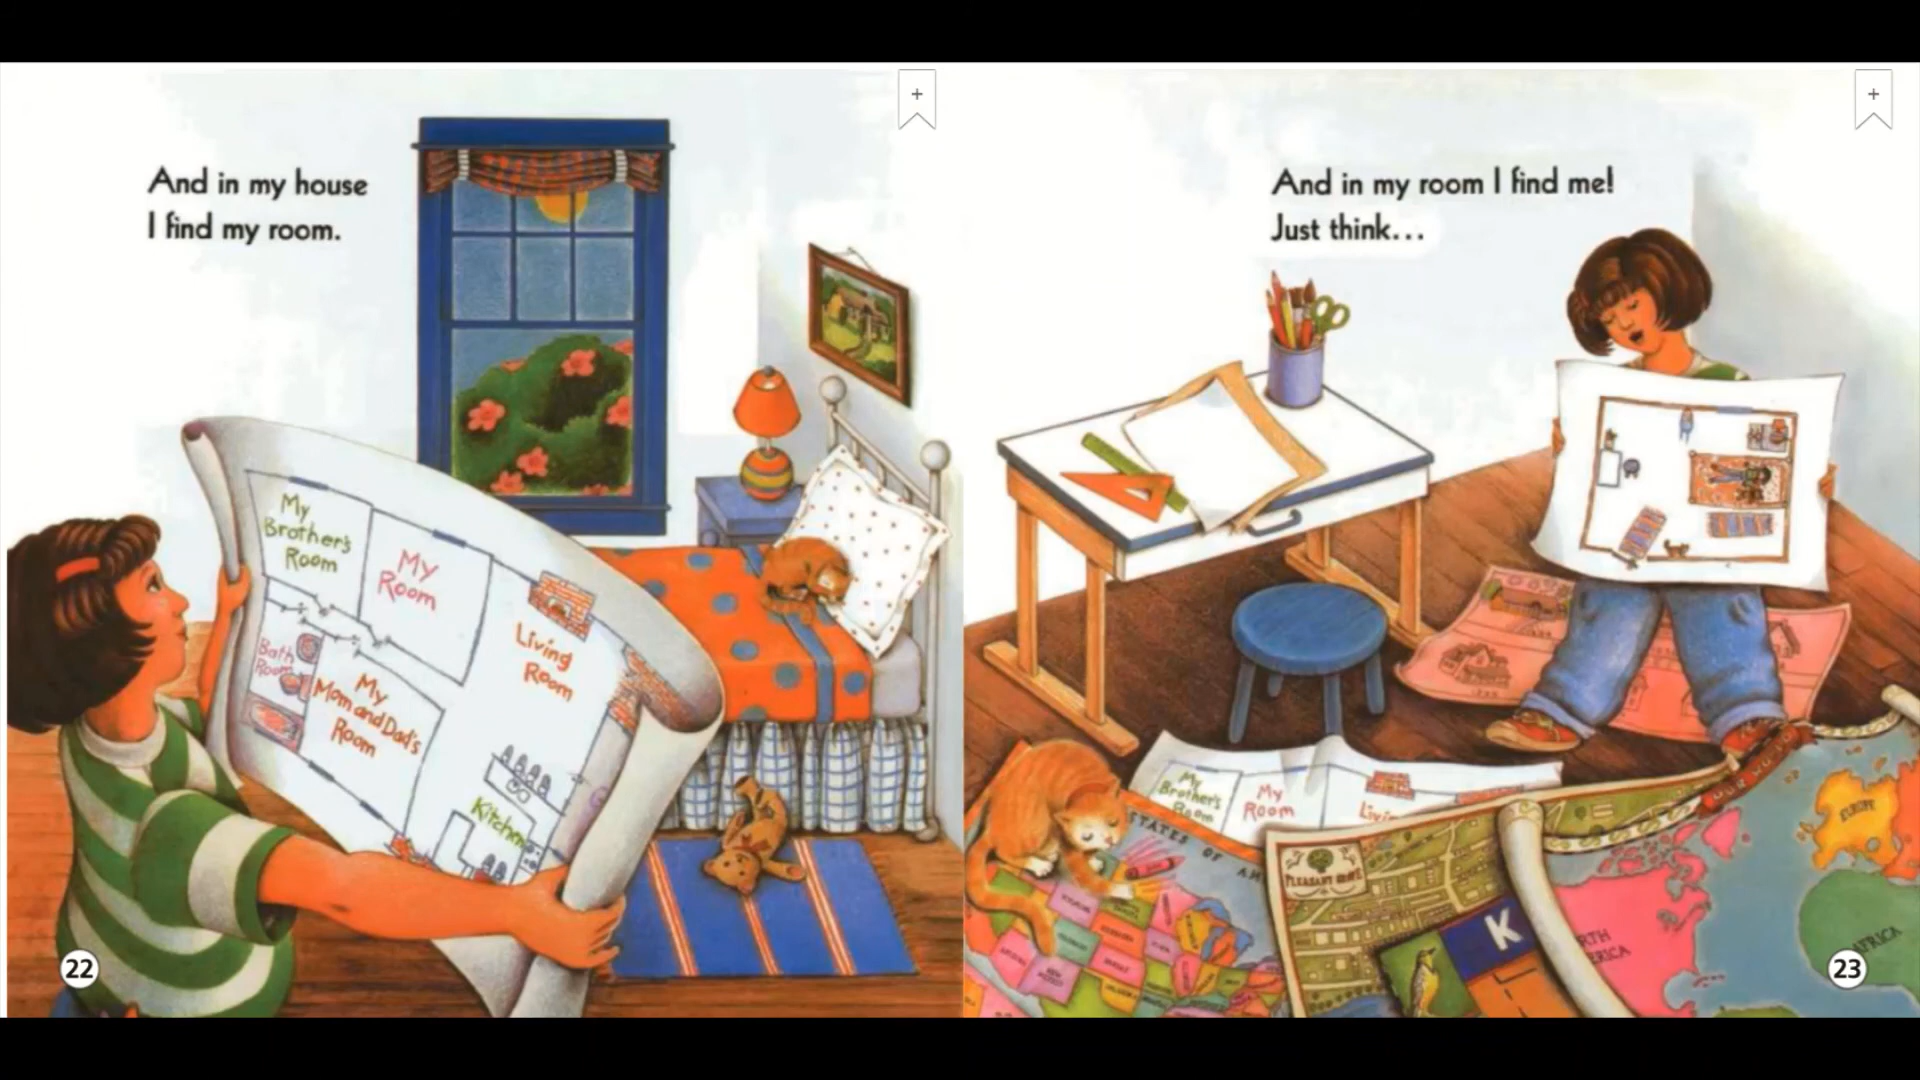 And in my house
I find my room.
My
Brother's
Room
My
Room
Living
Room
Bath
Room
My
Mom and Dad's
Room
Kitchen
22
And in my room I find me!
Just think...
My
Brother's
Room
My
Room
STATES OF
PLEASANT
K
EUROPE
AFRICA
23